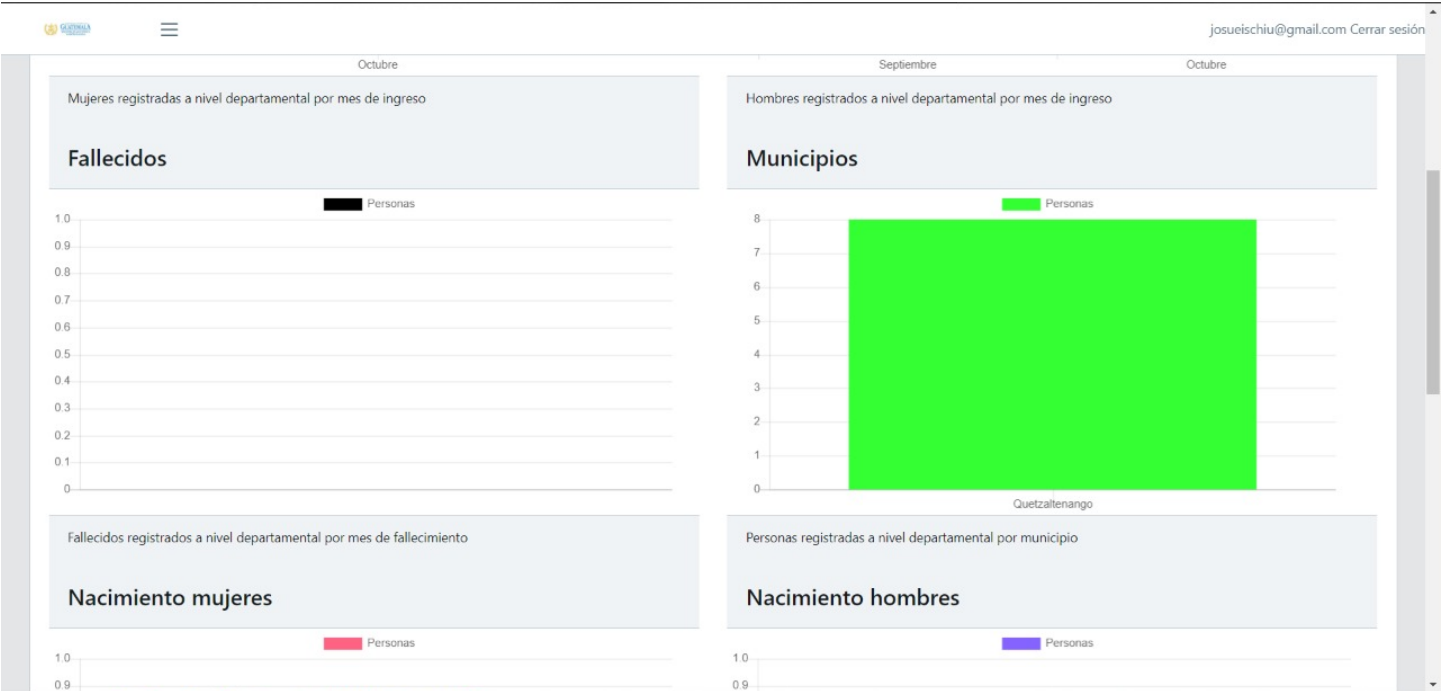 GUATEMALA
josueischiu@gmail.com Cerrar sesión
Octubre
Septiembre Octubre
Mujeres registradas a nivel departamental por mes de ingreso
Hombres registrados a nivel departamental por mes de ingreso
Fallecidos
Municipios
Personas
1.0
0.9
0.8
0.7
0.6
0.5
0.4
0.3
0.2
0.1
0
Personas
8
7
6
5
4
3
2
1
0
Quetzaltenango
Fallecidos registrados a nivel departamental por mes de fallecimiento
Personas registradas a nivel departamental por municipio
Nacimiento mujeres
Nacimiento hombres
Personas
1.0
0.9
Personas
1.0
0.9